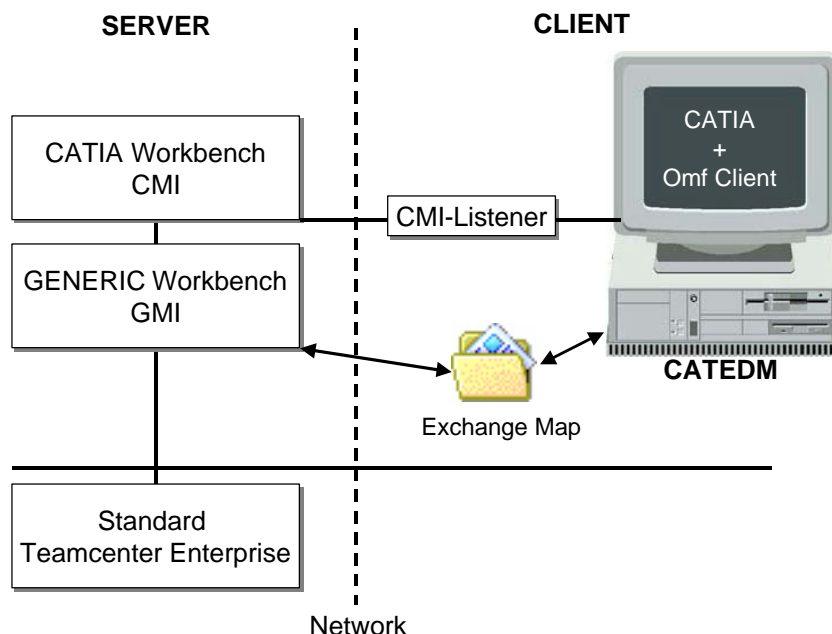 SERVER
CLIENT
CATIA Workbench
CMI
CATIA
+
Omf Client
CMI-Listener
GENERIC Workbench
GMI
CATEDM
Exchange Map
Standard
Teamcenter Enterprise
Network